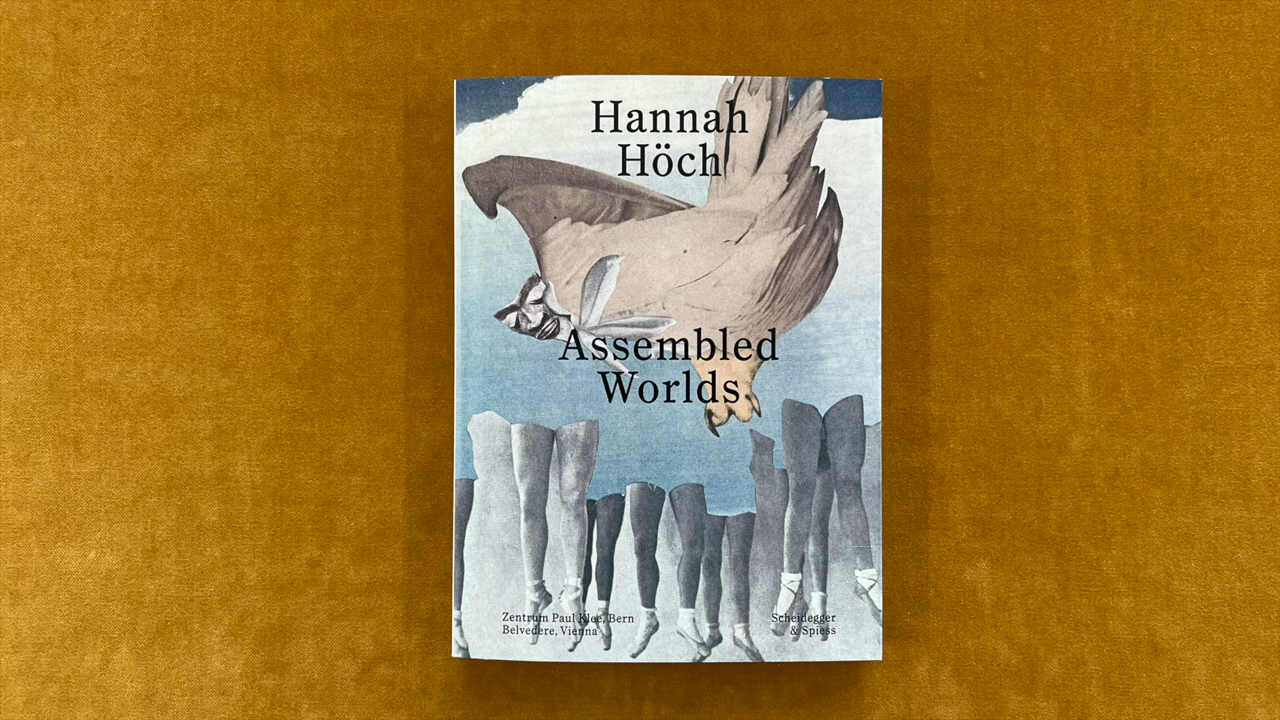 Hannah
Höch
Assembled
Worlds
Zentrum Paul Klee, Bern
Belvedere, Vienna
Scheidegger
& Spiess